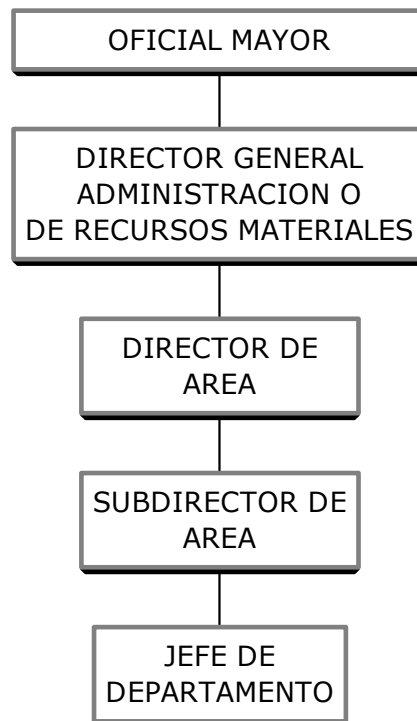 OFICIAL MAYOR
DIRECTOR GENERAL
ADMINISTRACION O
DE RECURSOS MATERIALES
DIRECTOR DE
AREA
SUBDIRECTOR DE
AREA
JEFE DE
DEPARTAMENTO